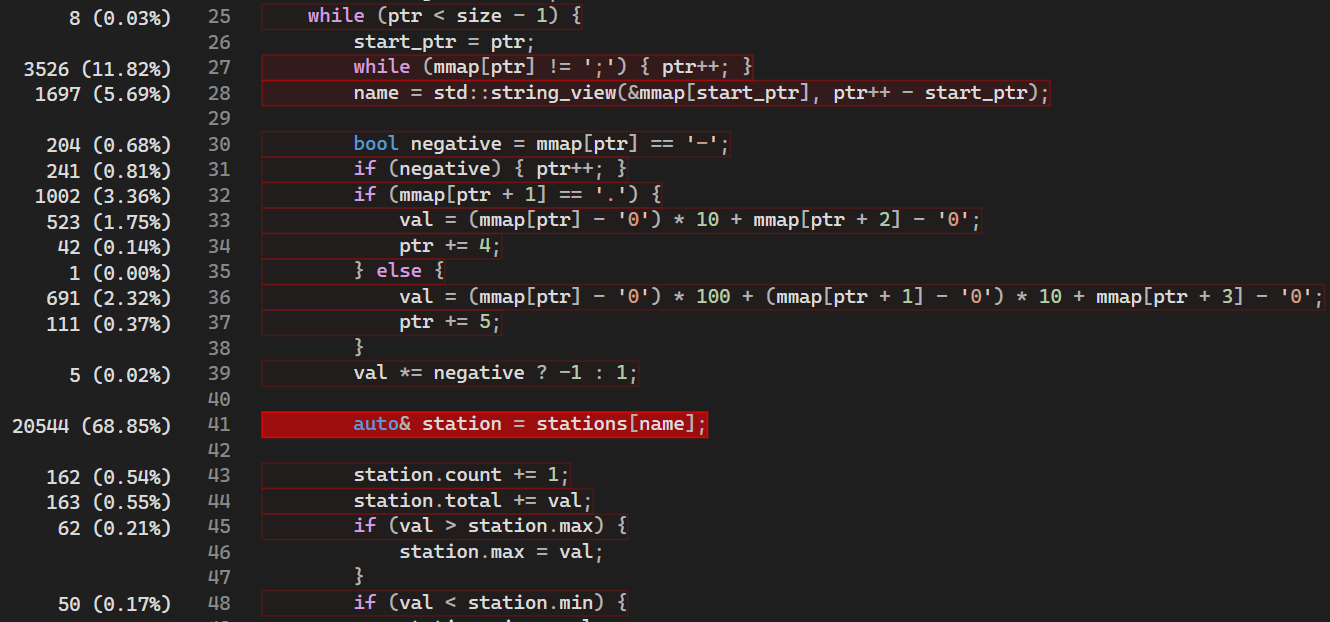 8 (0.03%) 25 while (ptr < size - 1) {
26 start_ptr = ptr;
3526 (11.82%) 27 while (mmap[ptr] != ';') { ptr++; }
1697 (5.69%) 28 name = std::string_view(&mmap[start_ptr], ptr++ - start_ptr);
29
204 (0.68%) 30 bool negative = mmap[ptr] == '-';
241 (0.81%) 31 if (negative) { ptr++; }
1002 (3.36%) 32 if (mmap[ptr + 1] == '.') {
523 (1.75%) 33 val = (mmap[ptr] - '0') * 10 + mmap[ptr + 2] - '0';
42 (0.14%) 34 ptr += 4;
1 (0.00%) 35 } else {
691 (2.32%) 36 val = (mmap[ptr] - '0') * 100 + (mmap[ptr + 1] - '0') * 10 + mmap[ptr + 3] - '0';
111 (0.37%) 37 ptr += 5;
38 }
5 (0.02%) 39 val *= negative ? -1 : 1;
40
20544 (68.85%) 41 auto& station = stations[name];
42
162 (0.54%) 43 station.count += 1;
163 (0.55%) 44 station.total += val;
62 (0.21%) 45 if (val > station.max) {
46 station.max = val;
47 }
50 (0.17%) 48 if (val < station.min) {